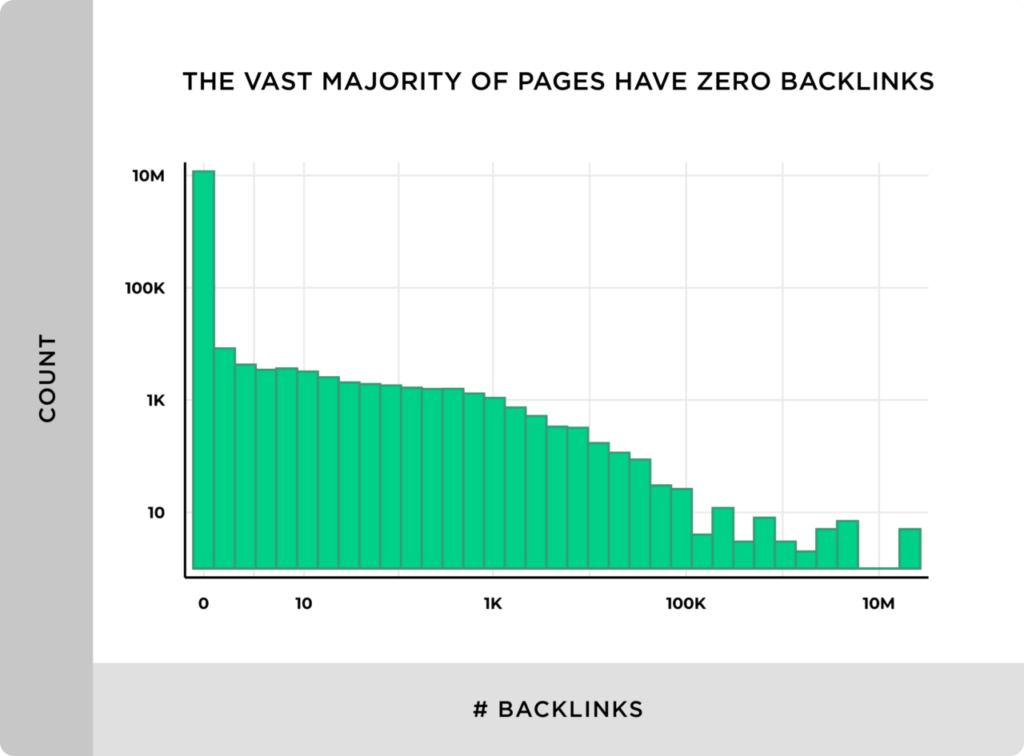 THE VAST MAJORITY OF PAGES HAVE ZERO BACKLINKS
10M
100K
1K
10
COUNT
0 10 1K 100K 10M
# BACKLINKS